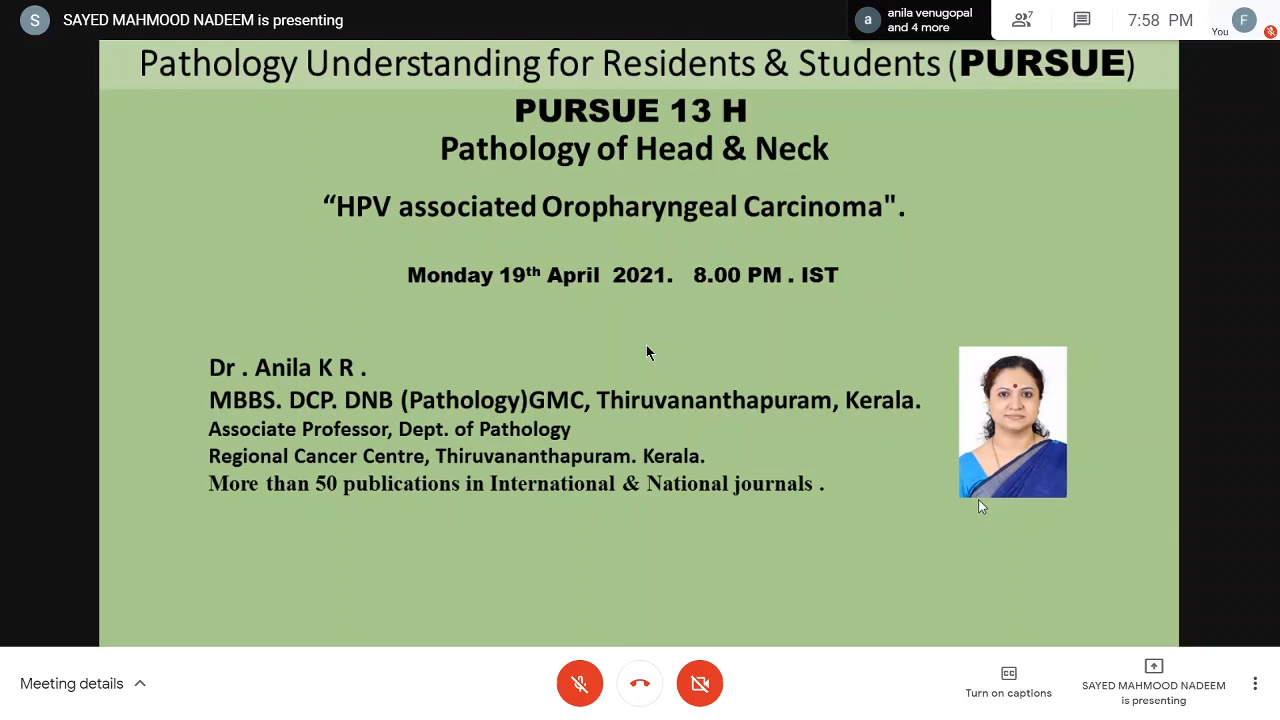 S SAYED MAHMOOD NADEEM is presenting
a anila venugopal
and 4 more
7
7:58 PM
You F
Pathology Understanding for Residents & Students (PURSUE)
PURSUE 13 H
Pathology of Head & Neck
“HPV associated Oropharyngeal Carcinoma".
Monday 19th April 2021. 8.00 PM . IST
Dr . Anila K R .
MBBS. DCP. DNB (Pathology)GMC, Thiruvananthapuram, Kerala.
Associate Professor, Dept. of Pathology
Regional Cancer Centre, Thiruvananthapuram. Kerala.
More than 50 publications in International & National journals .
Meeting details
CC
Turn on captions
SAYED MAHMOOD NADEEM
is presenting